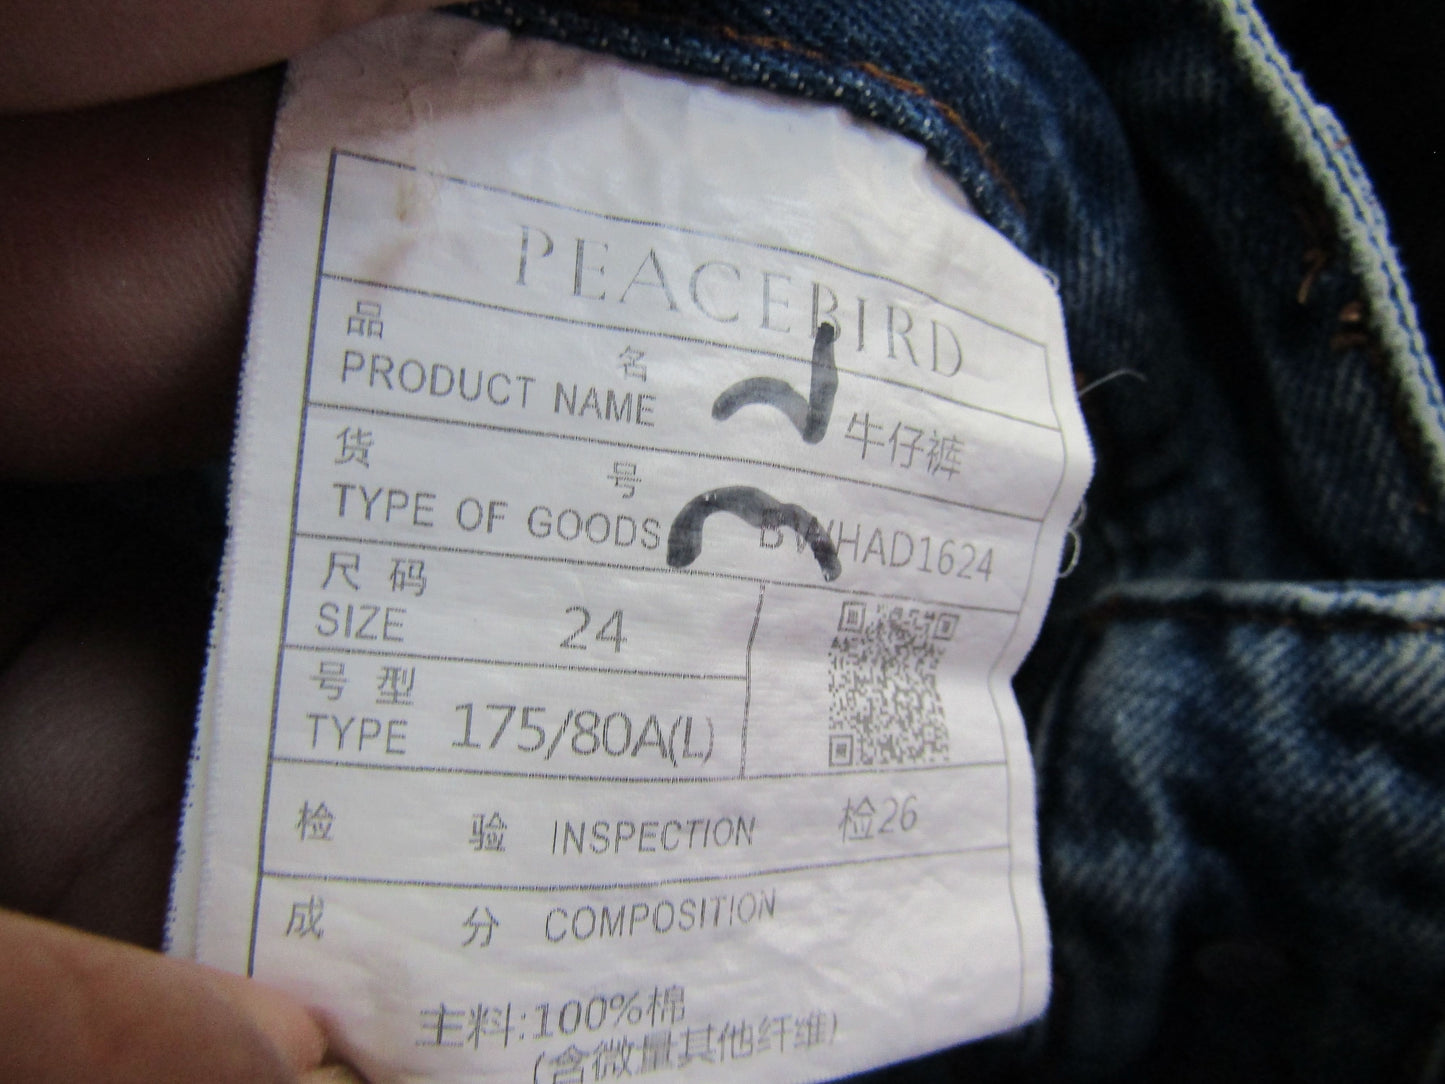 PEACEBIRD
品 名
PRODUCT NAME 牛仔裤
货 号
TYPE OF GOODS BWHAD1624
尺 码
SIZE 24
号 型
TYPE 175/80A(L)
检 验 INSPECTION 检26
成 分 COMPOSITION
主料:100%棉
(含微量其他纤维)